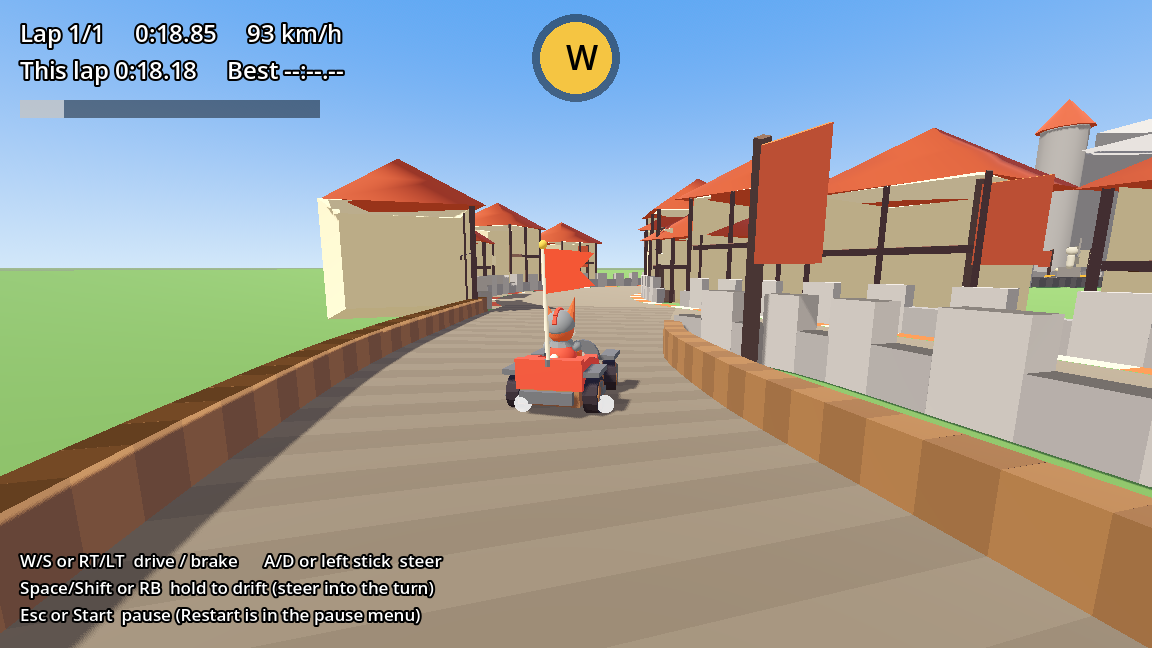 Lap 1/1 0:18.85 93 km/h
W
This lap 0:18.18 Best --:--.--
W/S or RT/LT drive / brake A/D or left stick steer
Space/Shift or RB hold to drift (steer into the turn)
Esc or Start pause (Restart is in the pause menu)